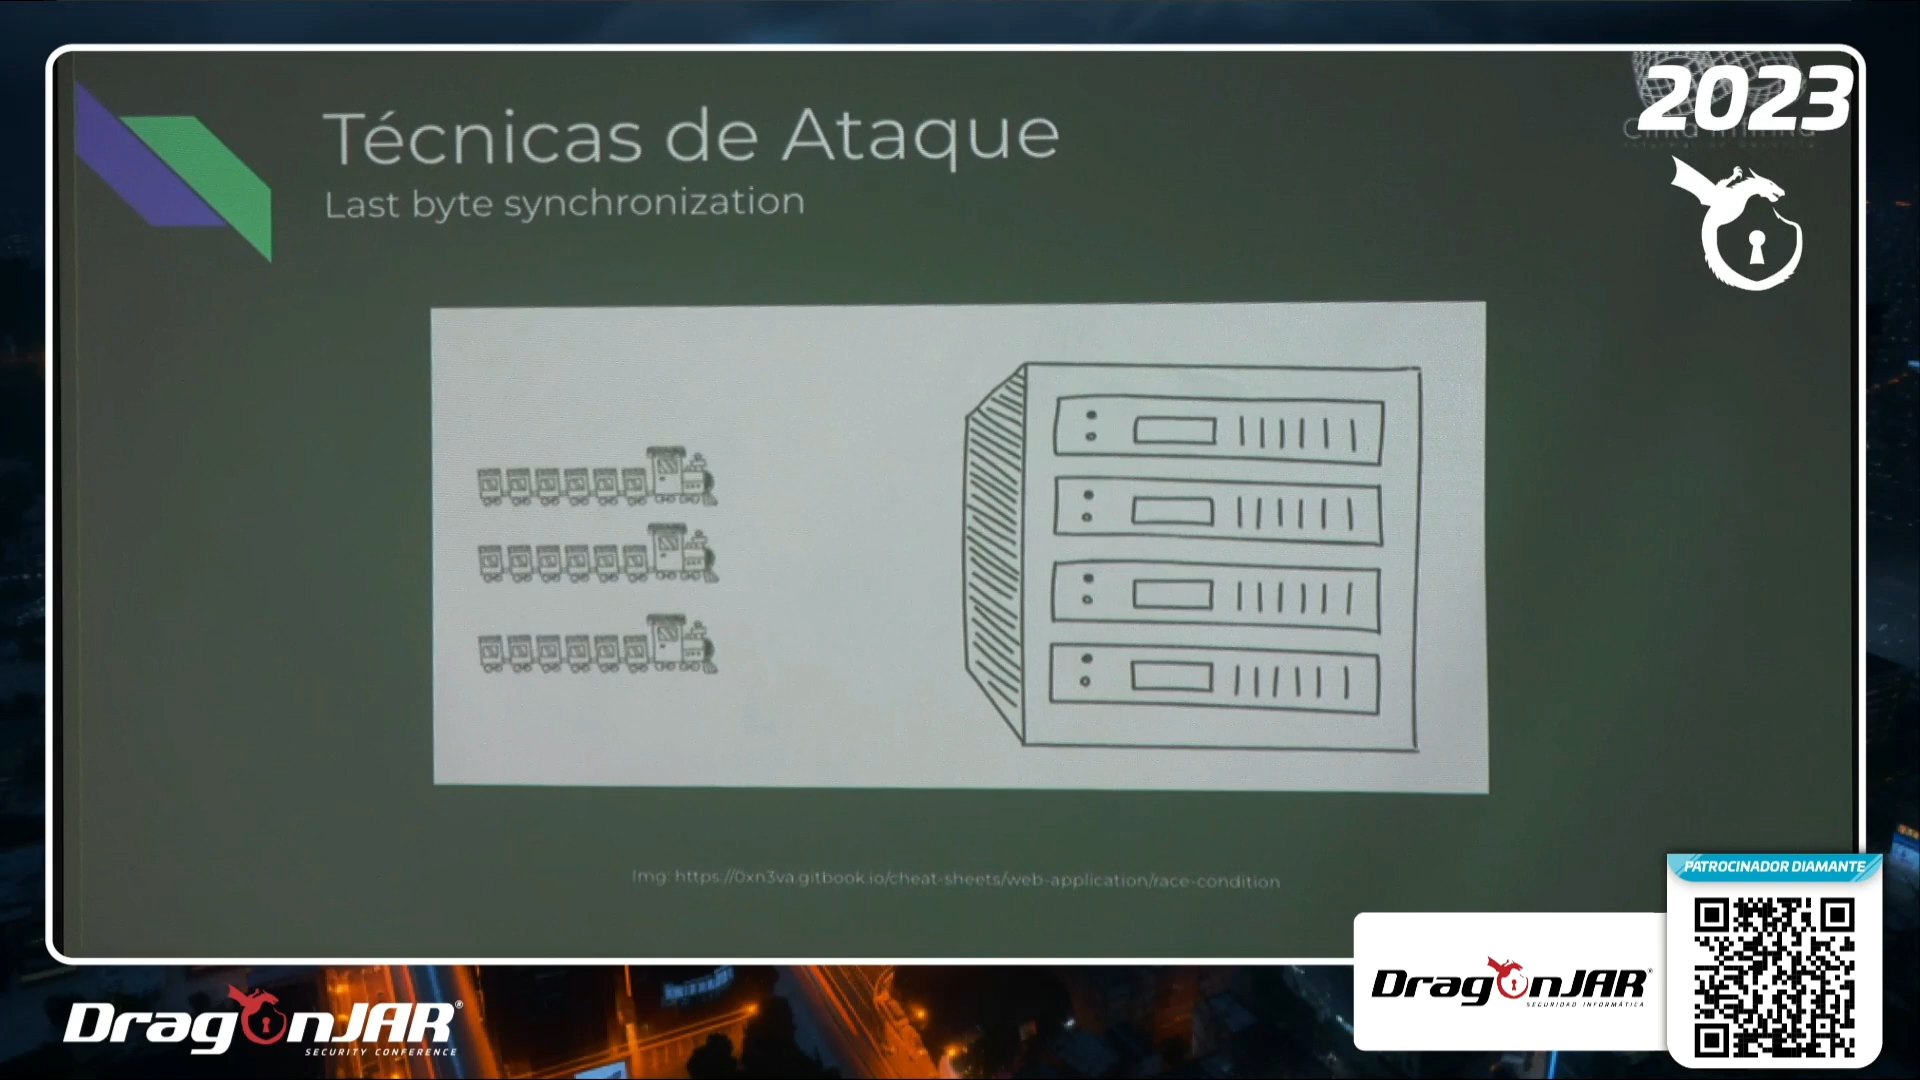 Técnicas de Ataque
Last byte synchronization
2023
Img: https://0xn3va.gitbook.io/cheat-sheets/web-application/race-condition
PATROCINADOR DIAMANTE
DragonJAR
SEGURIDAD INFORMÁTICA
DragonJAR®
SECURITY CONFERENCE